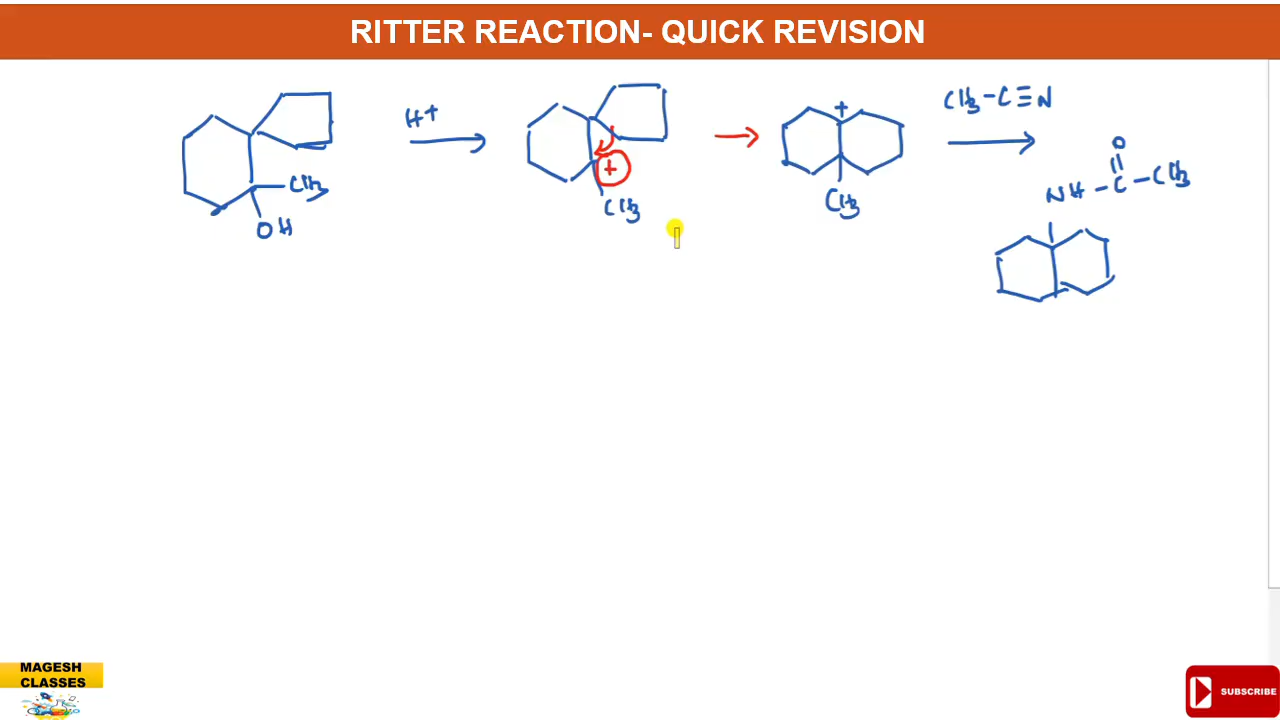 RITTER REACTION- QUICK REVISION
H+
CH3
OH
+
CH3
+
CH3
CH3-C≡N
O
NH-C-CH3
MAGESH
CLASSES
SUBSCRIBE